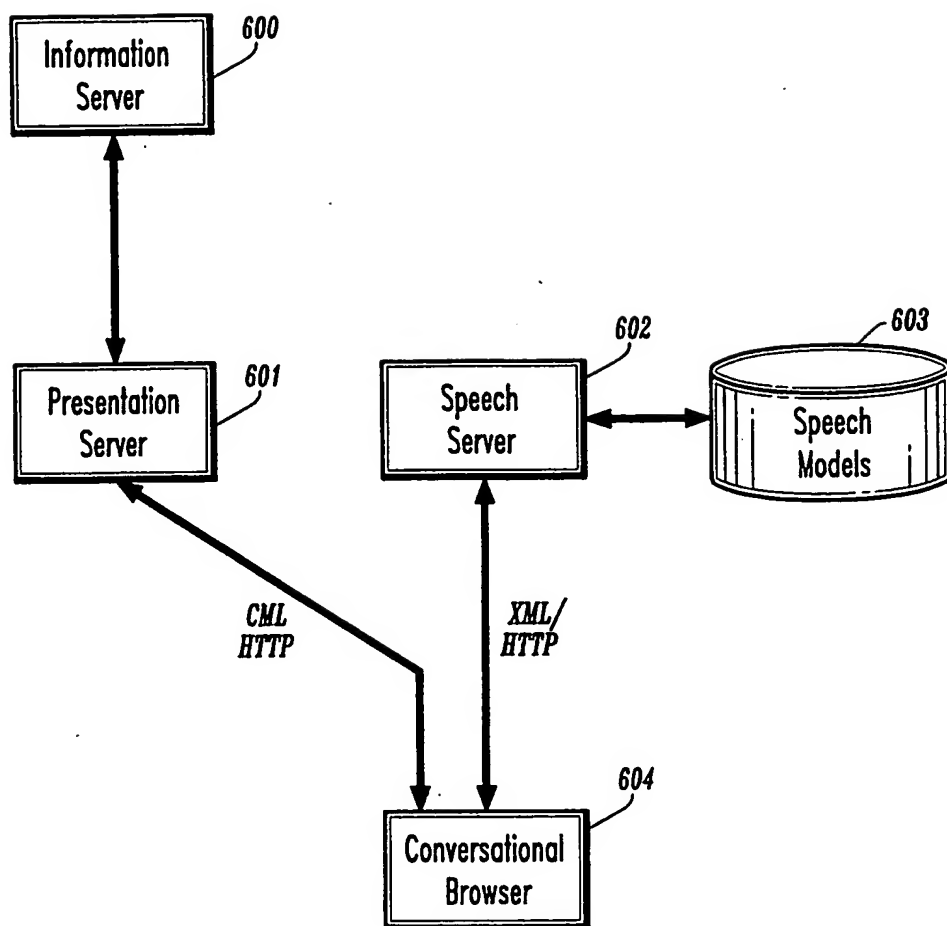 600
Information
Server
601
Presentation
Server
602
Speech
Server
603
Speech
Models
CML
HTTP
XML/
HTTP
604
Conversational
Browser